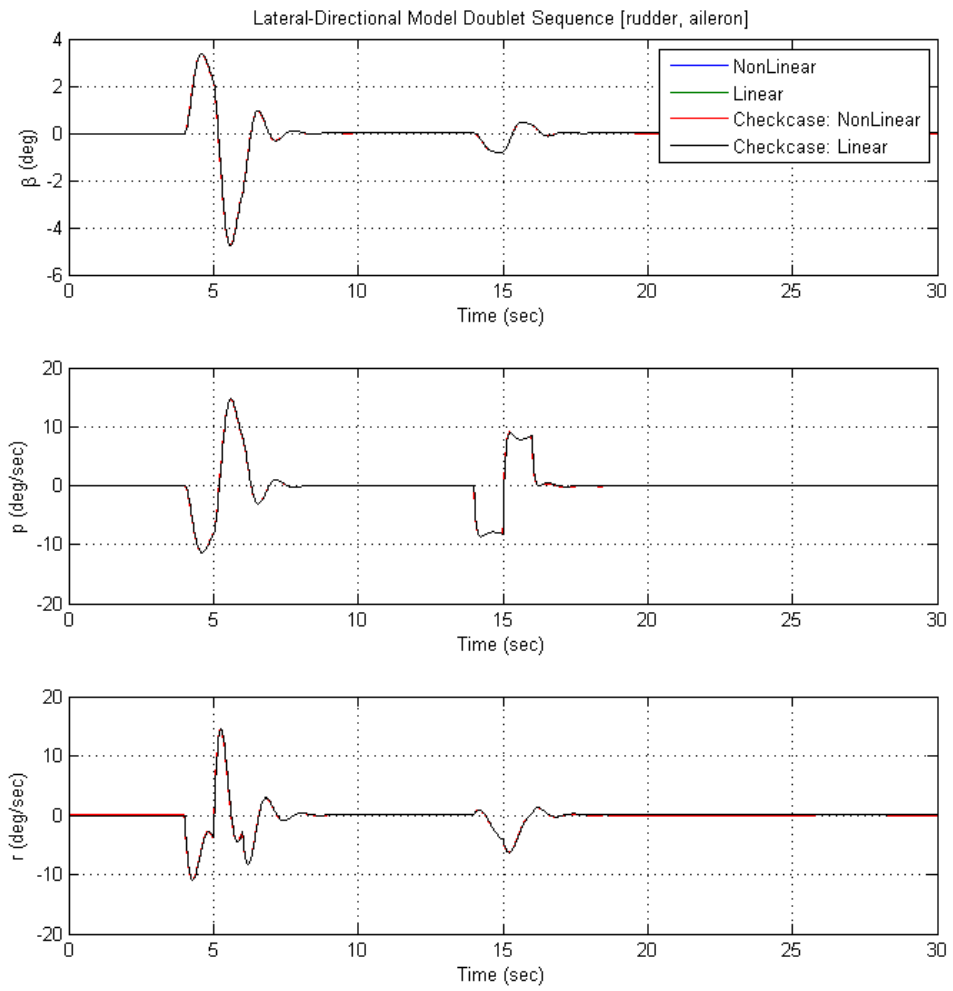 Lateral-Directional Model Doublet Sequence [rudder, aileron]
4
2
0
-2
-4
-6
β (deg)
NonLinear
Linear
Checkcase: NonLinear
Checkcase: Linear
0 5 10 15 20 25 30
Time (sec)
20
10
0
-10
-20
p (deg/sec)
0 5 10 15 20 25 30
Time (sec)
20
10
0
-10
-20
r (deg/sec)
0 5 10 15 20 25 30
Time (sec)